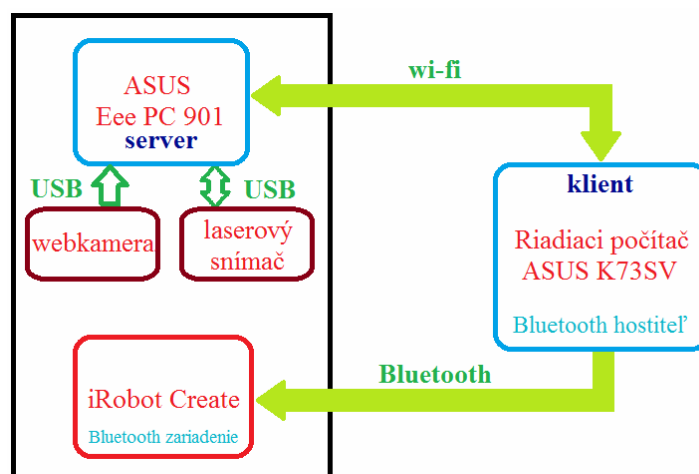 ASUS
Eee PC 901
server
wi-fi
USB
USB
webkamera
laserový
snímač
klient
Riadiaci počítač
ASUS K73SV
Bluetooth hostiteľ
Bluetooth
iRobot Create
Bluetooth zariadenie